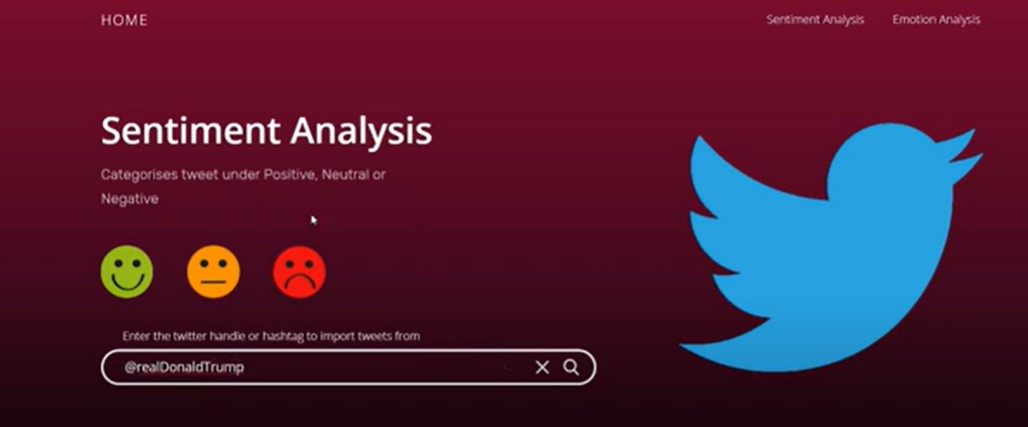 HOME
Sentiment Analysis
Emotion Analysis
Sentiment Analysis
Categorises tweet under Positive, Neutral or
Negative
Enter the twitter handle or hashtag to import tweets from
@realDonaldTrump